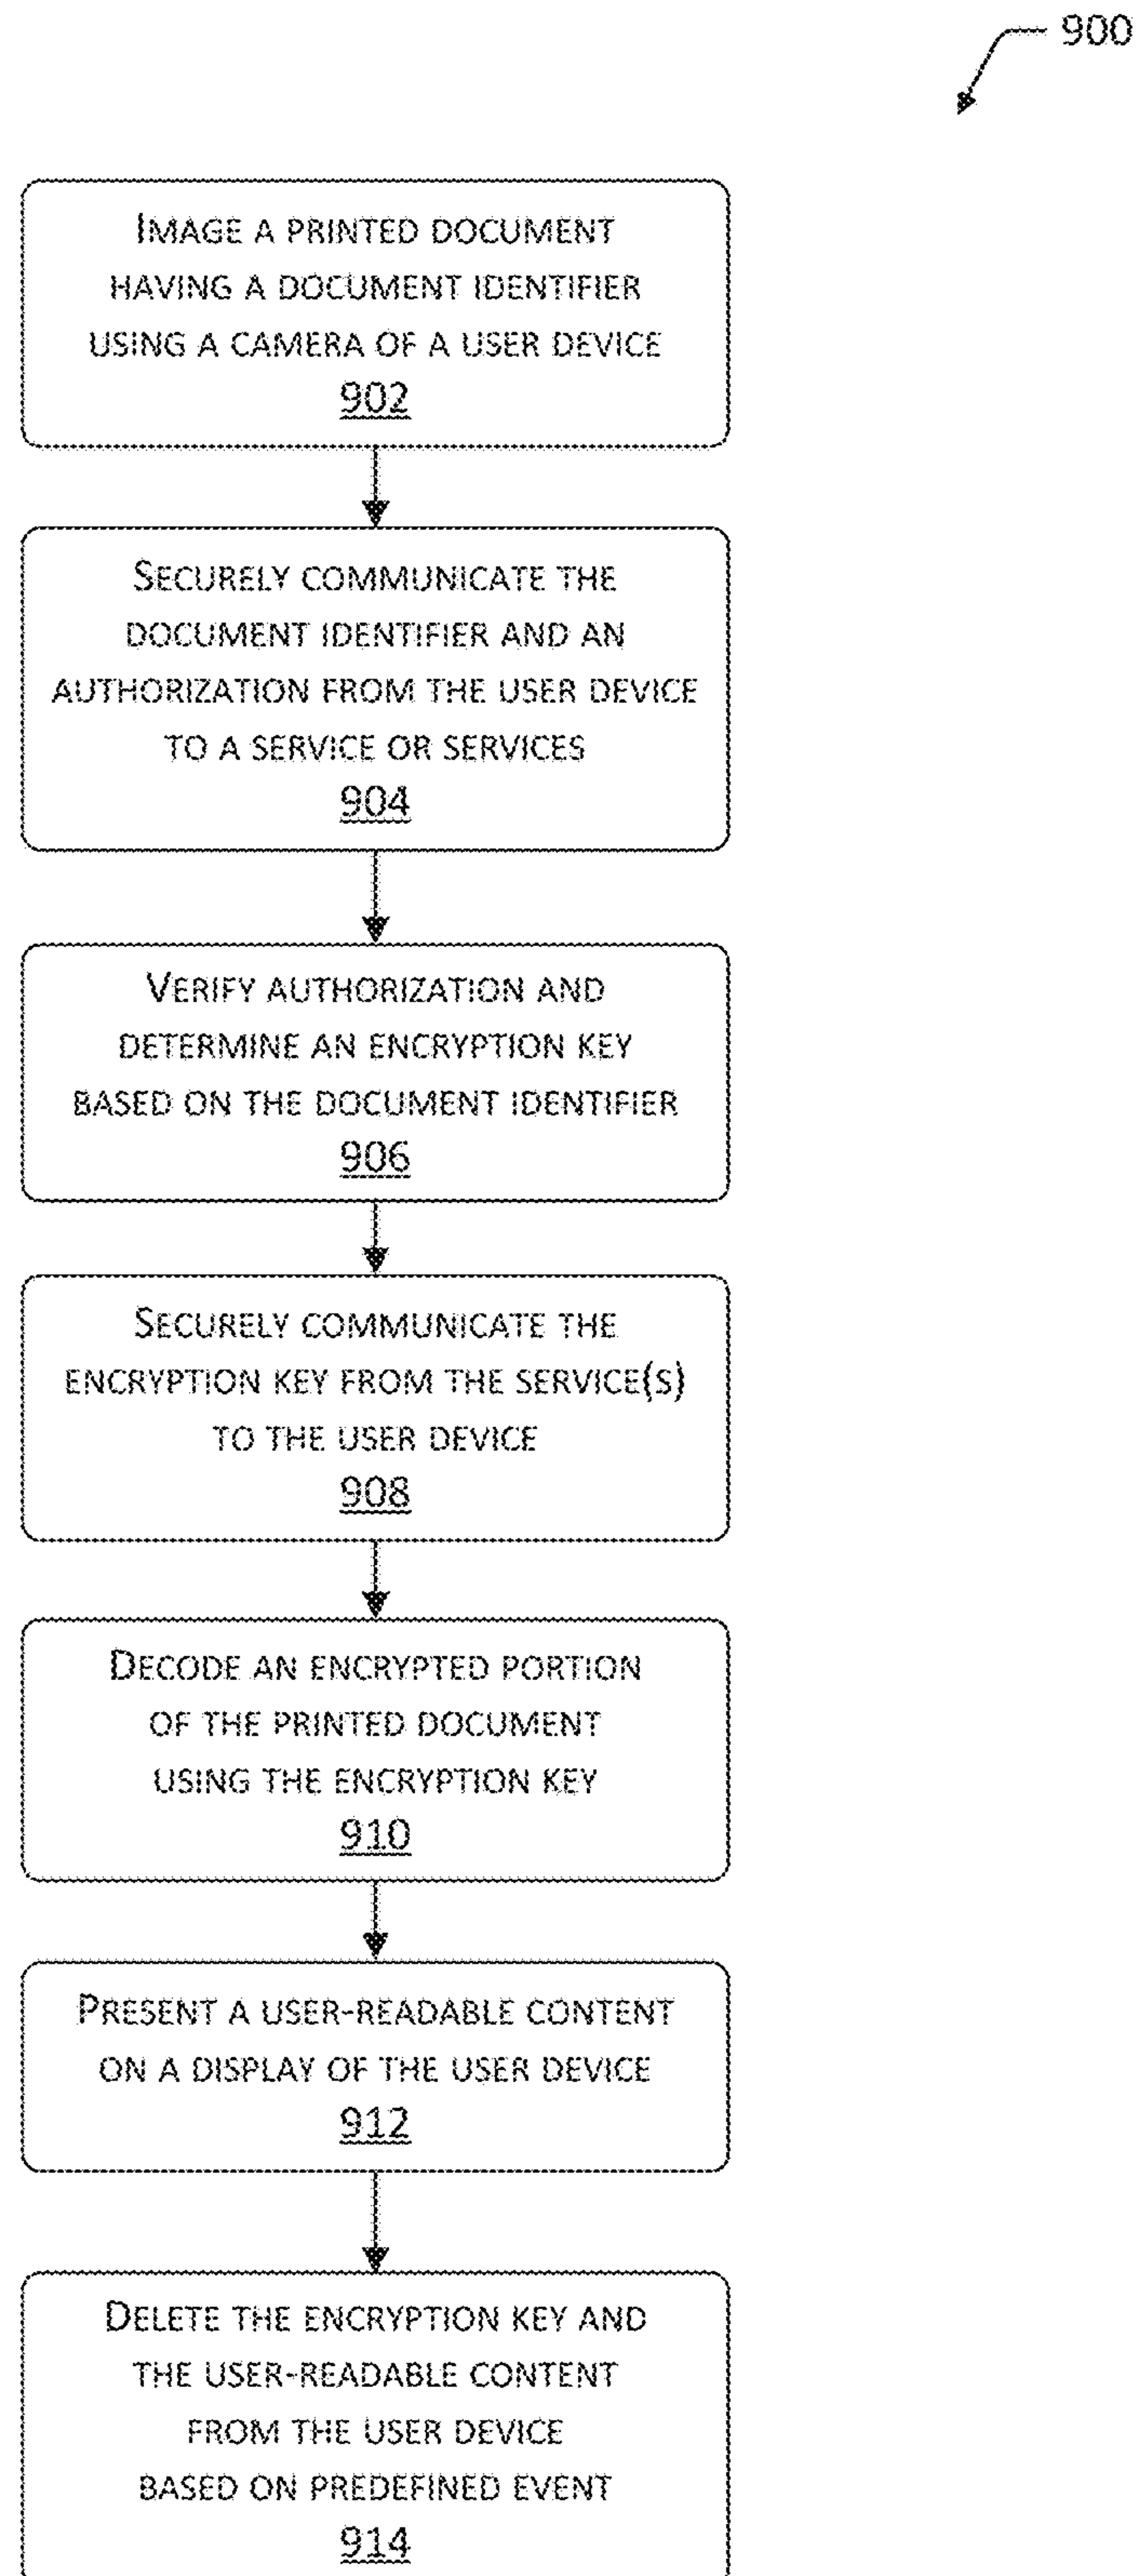 900
IMAGE A PRINTED DOCUMENT
HAVING A DOCUMENT IDENTIFIER
USING A CAMERA OF A USER DEVICE
902
SECURELY COMMUNICATE THE
DOCUMENT IDENTIFIER AND AN
AUTHORIZATION FROM THE USER DEVICE
TO A SERVICE OR SERVICES
904
VERIFY AUTHORIZATION AND
DETERMINE AN ENCRYPTION KEY
BASED ON THE DOCUMENT IDENTIFIER
906
SECURELY COMMUNICATE THE
ENCRYPTION KEY FROM THE SERVICE(S)
TO THE USER DEVICE
908
DECODE AN ENCRYPTED PORTION
OF THE PRINTED DOCUMENT
USING THE ENCRYPTION KEY
910
PRESENT A USER-READABLE CONTENT
ON A DISPLAY OF THE USER DEVICE
912
DELETE THE ENCRYPTION KEY AND
THE USER-READABLE CONTENT
FROM THE USER DEVICE
BASED ON PREDEFINED EVENT
914